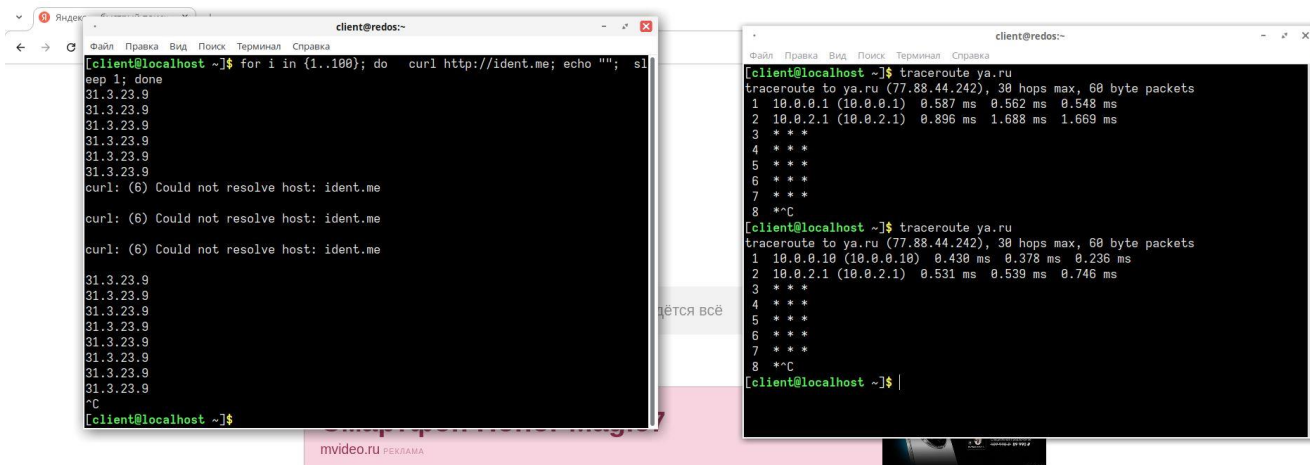 Яндекс
client@redos:~
Файл Правка Вид Поиск Терминал Справка
[client@localhost ~]$ for i in {1..100}; do   curl http://ident.me; echo "";  sl
eep 1; done
31.3.23.9
31.3.23.9
31.3.23.9
31.3.23.9
31.3.23.9
31.3.23.9
curl: (6) Could not resolve host: ident.me
curl: (6) Could not resolve host: ident.me
curl: (6) Could not resolve host: ident.me
31.3.23.9
31.3.23.9
31.3.23.9
31.3.23.9
31.3.23.9
31.3.23.9
31.3.23.9
31.3.23.9
^C
[client@localhost ~]$
client@redos:~
Файл Правка Вид Поиск Терминал Справка
[client@localhost ~]$ traceroute ya.ru
traceroute to ya.ru (77.88.44.242), 30 hops max, 60 byte packets
1  10.0.0.1 (10.0.0.1)  0.587 ms  0.562 ms  0.548 ms
2  10.0.2.1 (10.0.2.1)  0.896 ms  1.688 ms  1.669 ms
3  * * *
4  * * *
5  * * *
6  * * *
7  * * *
8  *^C
[client@localhost ~]$ traceroute ya.ru
traceroute to ya.ru (77.88.44.242), 30 hops max, 60 byte packets
1  10.0.0.10 (10.0.0.10)  0.430 ms  0.378 ms  0.236 ms
2  10.0.2.1 (10.0.2.1)  0.531 ms  0.539 ms  0.746 ms
3  * * *
4  * * *
5  * * *
6  * * *
7  * * *
8  *^C
[client@localhost ~]$
дётся всё
mvideo.ru РЕКЛАМА